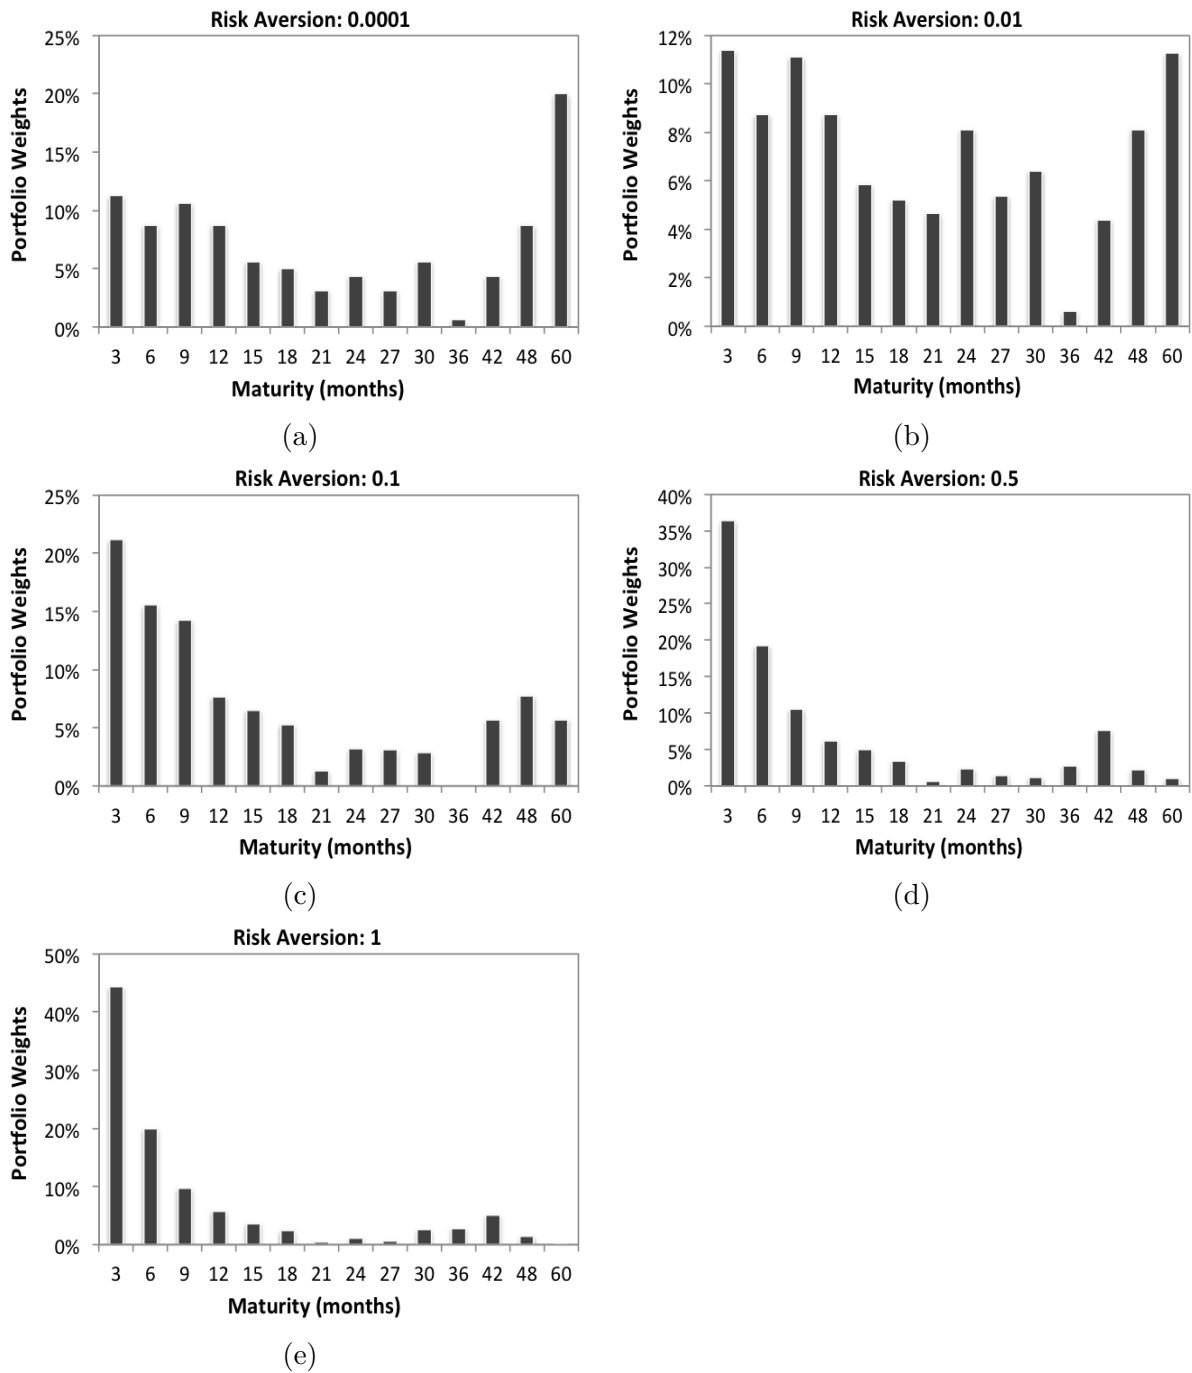 Risk Aversion: 0.0001
25%
20%
15%
10%
5%
0%
Portfolio Weights
3 6 9 12 15 18 21 24 27 30 36 42 48 60
Maturity (months)
(a)
Risk Aversion: 0.01
12%
10%
8%
6%
4%
2%
0%
Portfolio Weights
3 6 9 12 15 18 21 24 27 30 36 42 48 60
Maturity (months)
(b)
Risk Aversion: 0.1
25%
20%
15%
10%
5%
0%
Portfolio Weights
3 6 9 12 15 18 21 24 27 30 36 42 48 60
Maturity (months)
(c)
Risk Aversion: 0.5
40%
35%
30%
25%
20%
15%
10%
5%
0%
Portfolio Weights
3 6 9 12 15 18 21 24 27 30 36 42 48 60
Maturity (months)
(d)
Risk Aversion: 1
50%
40%
30%
20%
10%
0%
Portfolio Weights
3 6 9 12 15 18 21 24 27 30 36 42 48 60
Maturity (months)
(e)